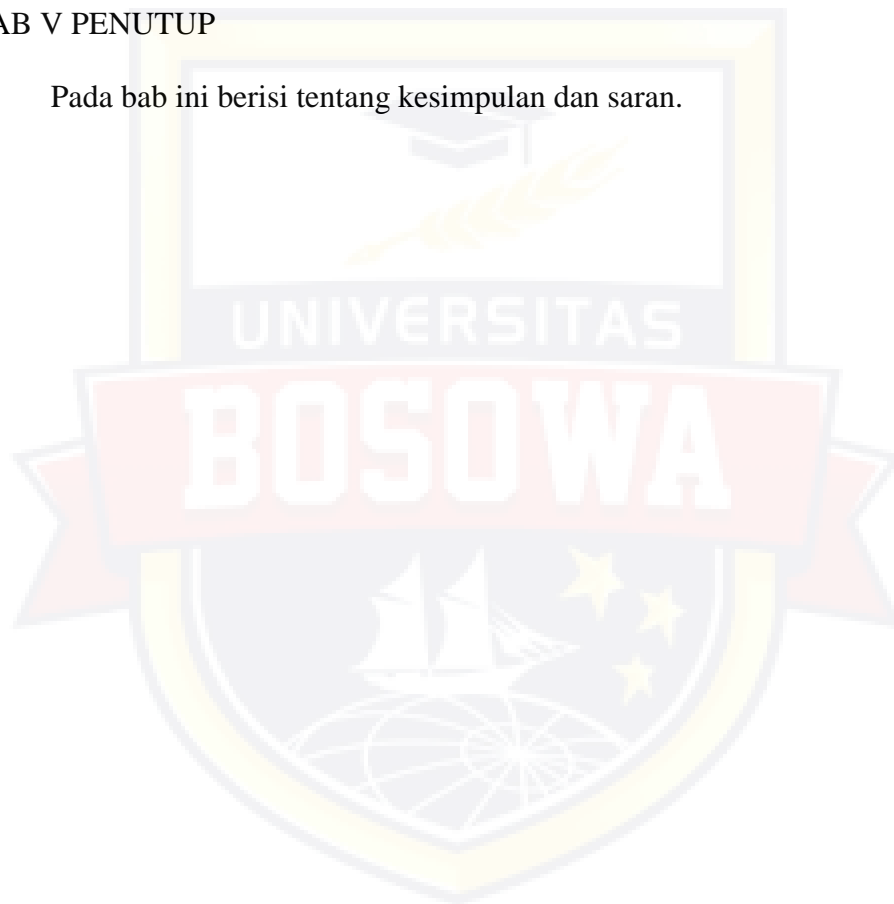 AB V PENUTUP
Pada bab ini berisi tentang kesimpulan dan saran.
UNIVERSITAS
BOSOWA